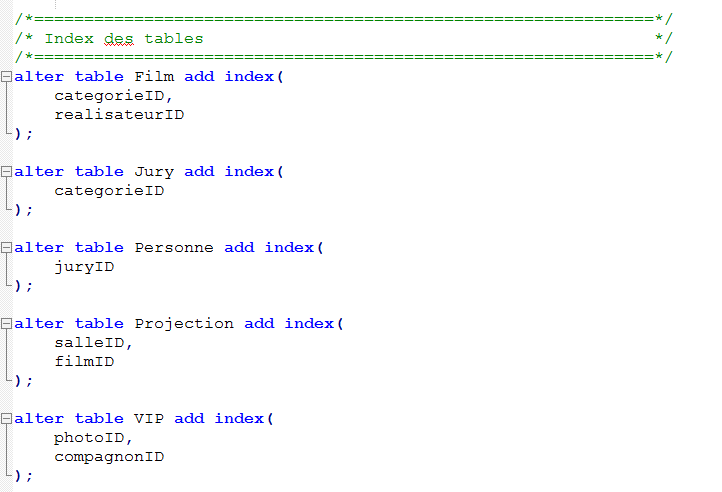 /*==============================================================*/
/* Index des tables                                             */
/*==============================================================*/
alter table Film add index(
    categorieID,
    realisateurID
);

alter table Jury add index(
    categorieID
);

alter table Personne add index(
    juryID
);

alter table Projection add index(
    salleID,
    filmID
);

alter table VIP add index(
    photoID,
    compagnonID
);